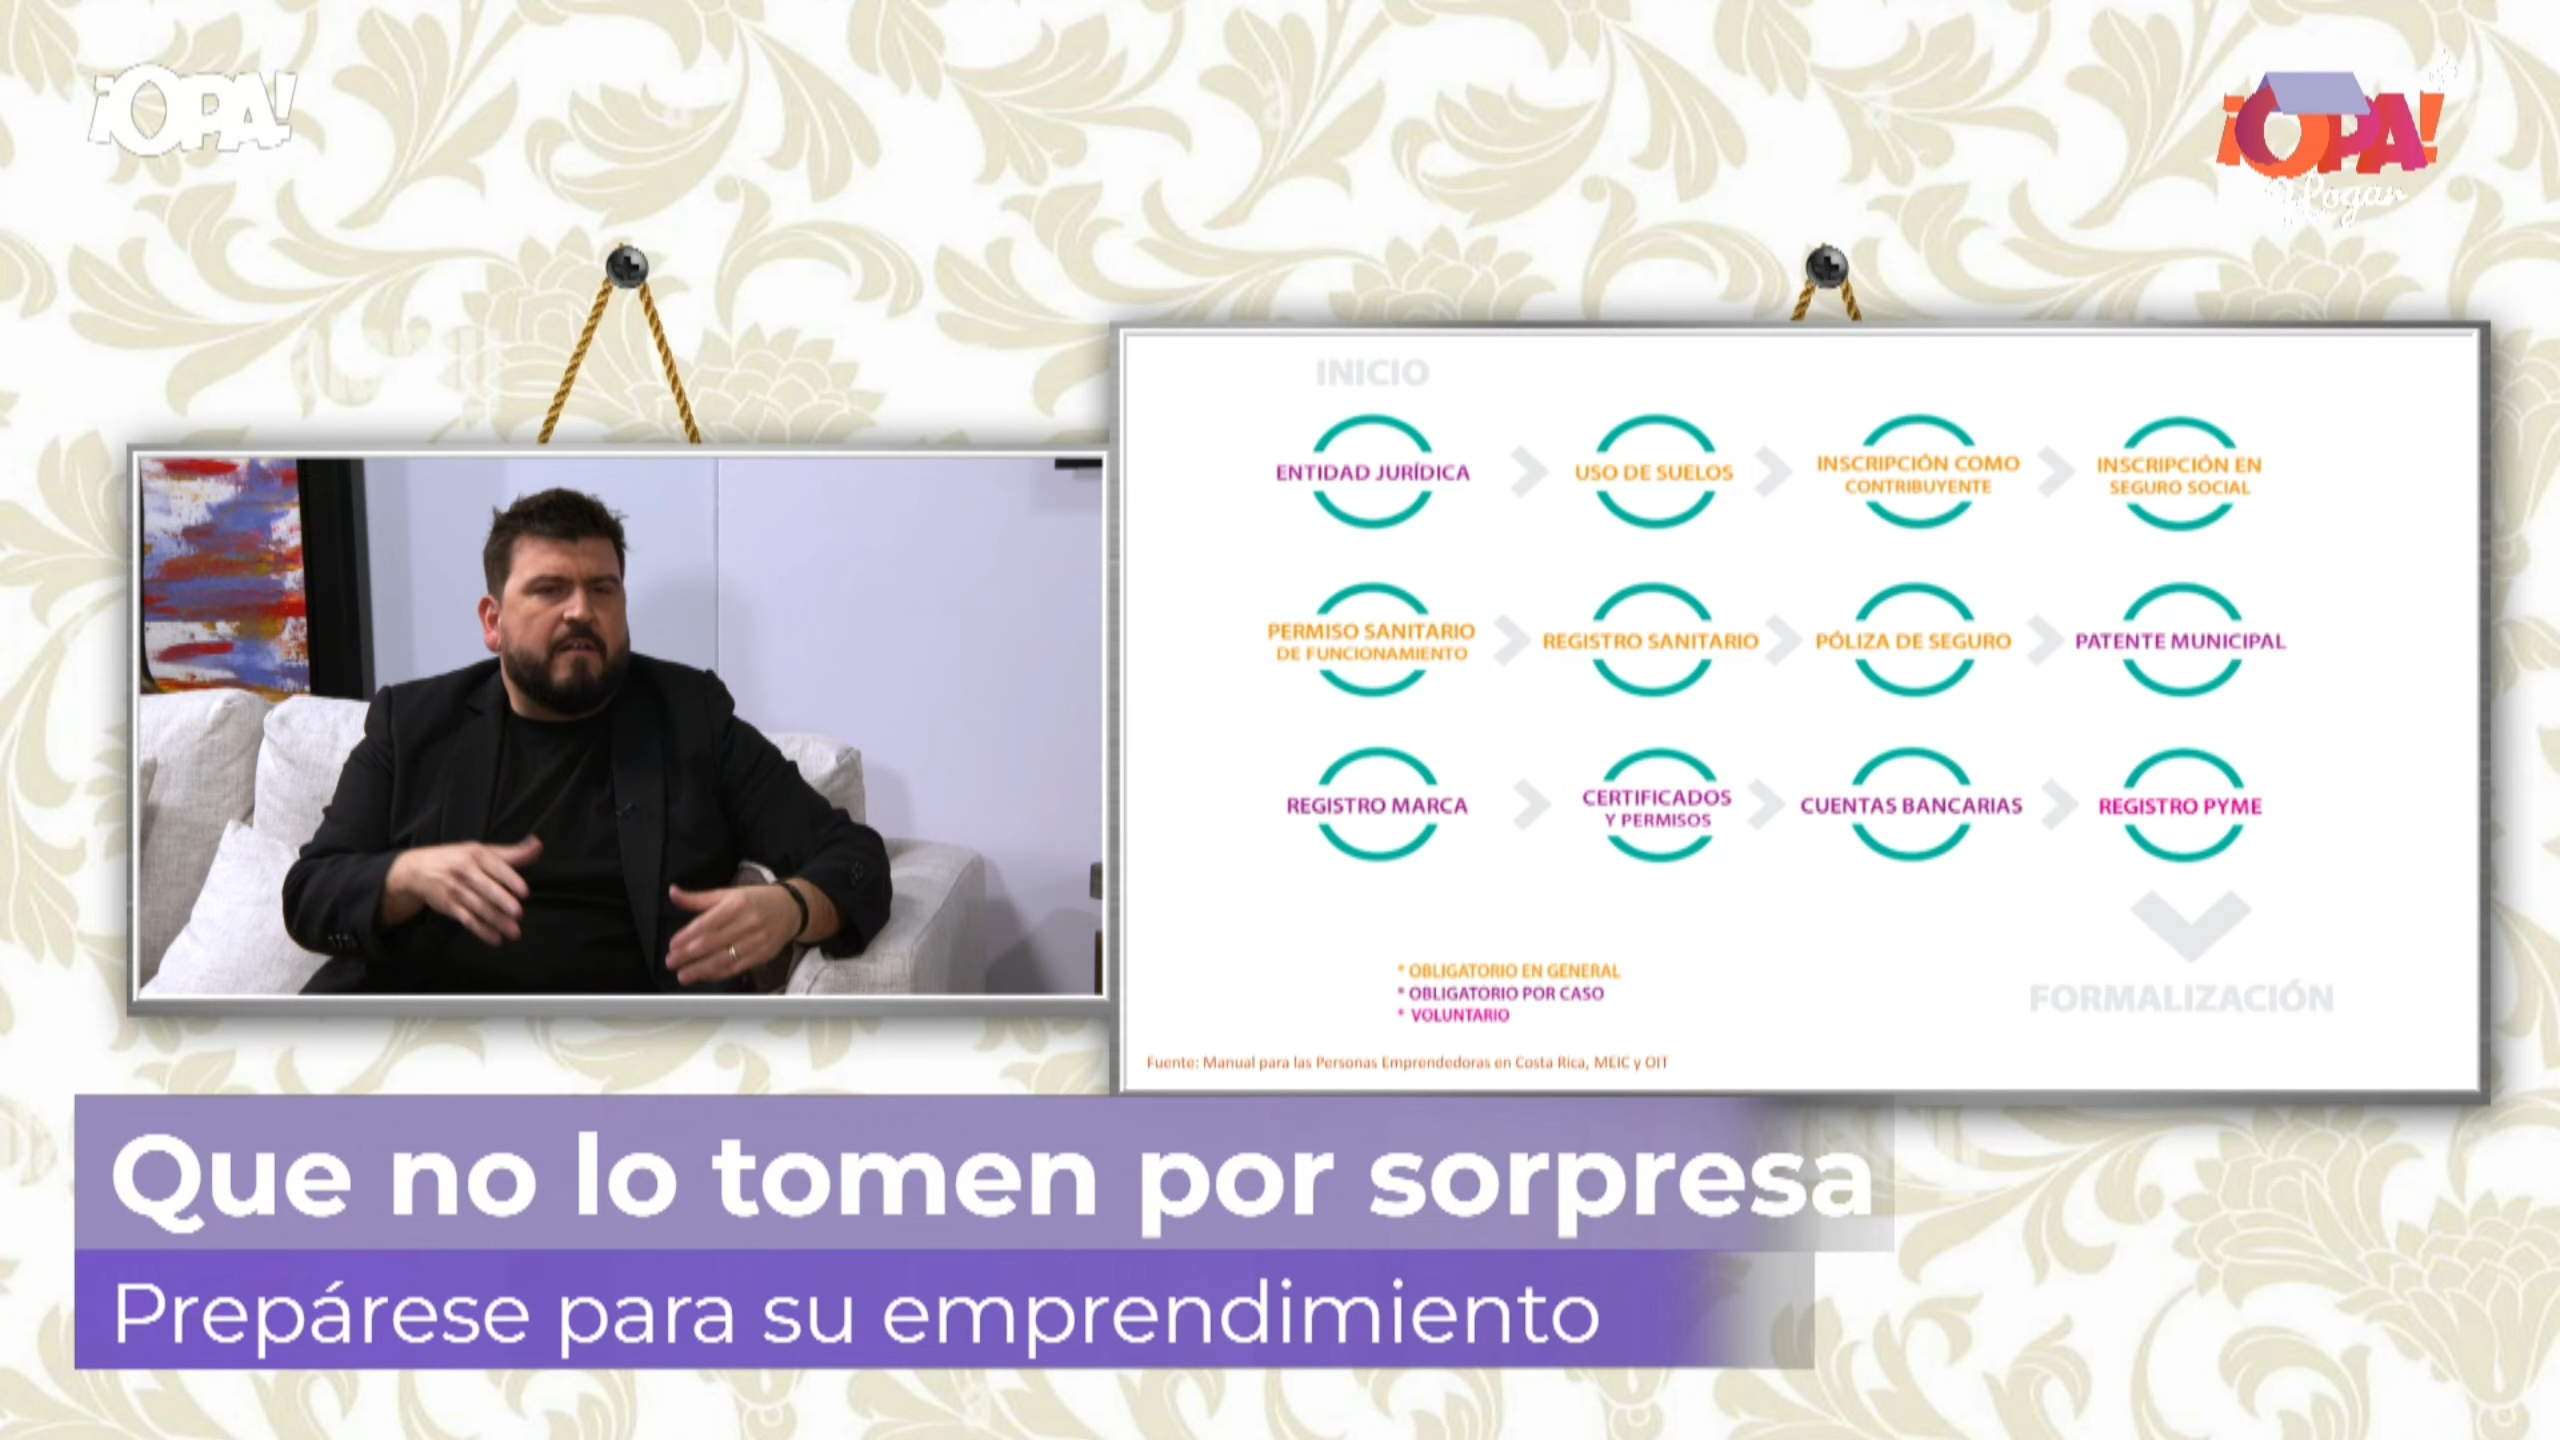 ¡OPA!
¡OPA!
Hogar
INICIO
ENTIDAD JURÍDICA
USO DE SUELOS
INSCRIPCIÓN COMO
CONTRIBUYENTE
INSCRIPCIÓN EN
SEGURO SOCIAL
PERMISO SANITARIO
DE FUNCIONAMIENTO
REGISTRO SANITARIO
PÓLIZA DE SEGURO
PATENTE MUNICIPAL
REGISTRO MARCA
CERTIFICADOS
Y PERMISOS
CUENTAS BANCARIAS
REGISTRO PYME
* OBLIGATORIO EN GENERAL
* OBLIGATORIO POR CASO
* VOLUNTARIO
FORMALIZACIÓN
Fuente: Manual para las Personas Emprendedoras en Costa Rica, MEIC y OIT
Que no lo tomen por sorpresa
Prepárese para su emprendimiento